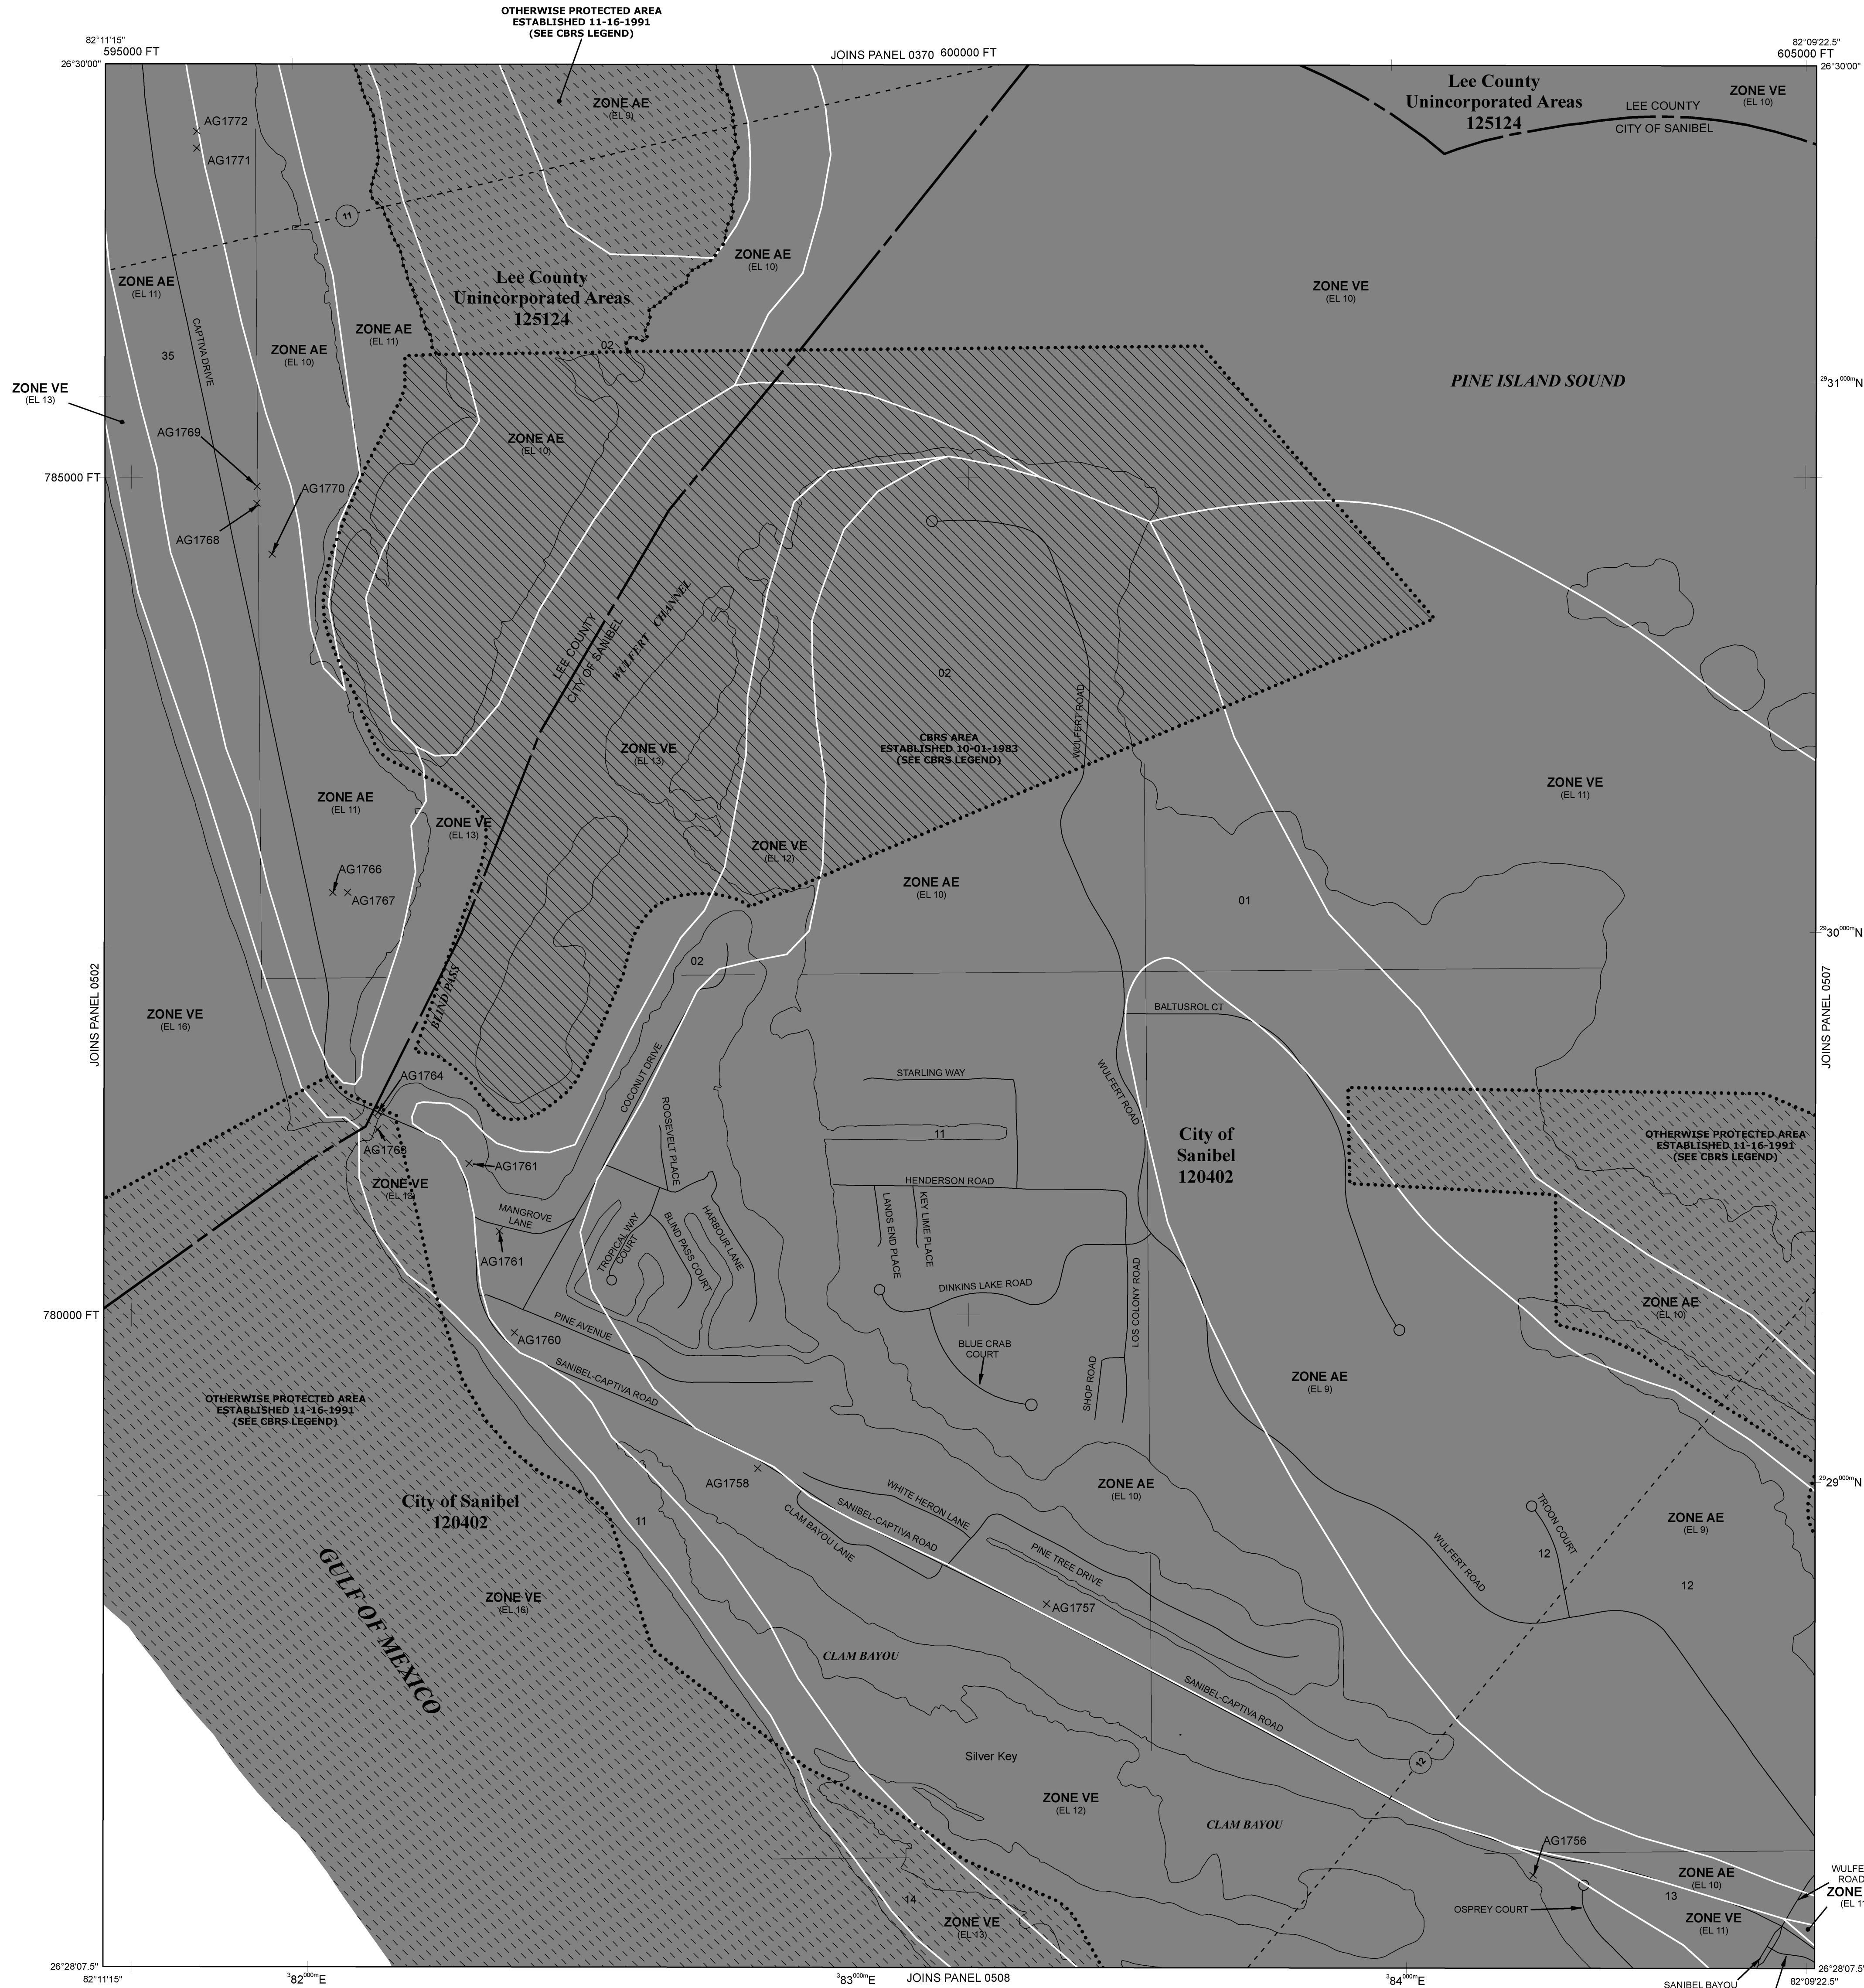 OTHERWISE PROTECTED AREA
ESTABLISHED 11-16-1991
(SEE CBRS LEGEND)
82°11'15"
595000 FT
JOINS PANEL 0370
600000 FT
82°09'22.5"
605000 FT
26°30'00"
26°30'00"
ZONE AE
(EL 9)
Lee County
Unincorporated Areas
125124
ZONE VE
(EL 10)
LEE COUNTY
CITY OF SANIBEL
AG1772
AG1771
11
ZONE AE
(EL 10)
ZONE AE
(EL 11)
Lee County
Unincorporated Areas
125124
ZONE VE
(EL 10)
CAPTIVA DRIVE
ZONE AE
(EL 11)
ZONE AE
(EL 10)
35
02
PINE ISLAND SOUND
2931000mN
ZONE VE
(EL 13)
AG1769
ZONE AE
(EL 10)
785000 FT
AG1770
AG1768
LEE COUNTY
CITY OF SANIBEL
WULFERT CHANNEL
02
WULFERT ROAD
CBRS AREA
ESTABLISHED 10-01-1983
(SEE CBRS LEGEND)
ZONE VE
(EL 13)
ZONE VE
(EL 11)
ZONE AE
(EL 11)
ZONE VE
(EL 13)
ZONE VE
(EL 12)
AG1766
AG1767
ZONE AE
(EL 10)
01
2930000mN
02
BLIND PASS
JOINS PANEL 0502
JOINS PANEL 0507
ZONE VE
(EL 16)
BALTUSROL CT
AG1764
COCONUT DRIVE
STARLING WAY
WULFERT ROAD
ROOSEVELT PLACE
11
City of
Sanibel
120402
OTHERWISE PROTECTED AREA
ESTABLISHED 11-16-1991
(SEE CBRS LEGEND)
AG1763
AG1761
ZONE VE
(EL 13)
HENDERSON ROAD
MANGROVE
LANE
LANDS END PLACE
KEY LIME PLACE
TROPICAL WAY
COURT
BLIND PASS COURT
HARBOUR LANE
AG1761
DINKINS LAKE ROAD
LOS COLONY ROAD
ZONE AE
(EL 10)
780000 FT
AG1760
PINE AVENUE
BLUE CRAB
COURT
SHOP ROAD
SANIBEL-CAPTIVA ROAD
ZONE AE
(EL 9)
OTHERWISE PROTECTED AREA
ESTABLISHED 11-16-1991
(SEE CBRS LEGEND)
AG1758
ZONE AE
(EL 10)
2929000mN
City of Sanibel
120402
11
WHITE HERON LANE
SANIBEL-CAPTIVA ROAD
CLAM BAYOU LANE
TROON COURT
ZONE AE
(EL 9)
PINE TREE DRIVE
12
WULFERT ROAD
12
ZONE VE
(EL 16)
AG1757
GULF OF MEXICO
CLAM BAYOU
SANIBEL-CAPTIVA ROAD
Silver Key
12
ZONE VE
(EL 12)
CLAM BAYOU
AG1756
ZONE AE
(EL 10)
13
14
OSPREY COURT
ZONE VE
(EL 11)
ZONE VE
(EL 13)
ROAD
ZONE
26°28'07.5"
82°11'15"
382000mE
383000mE
JOINS PANEL 0508
384000mE
26°28'07.5"
82°09'22.5"
SANIBEL BAYOU